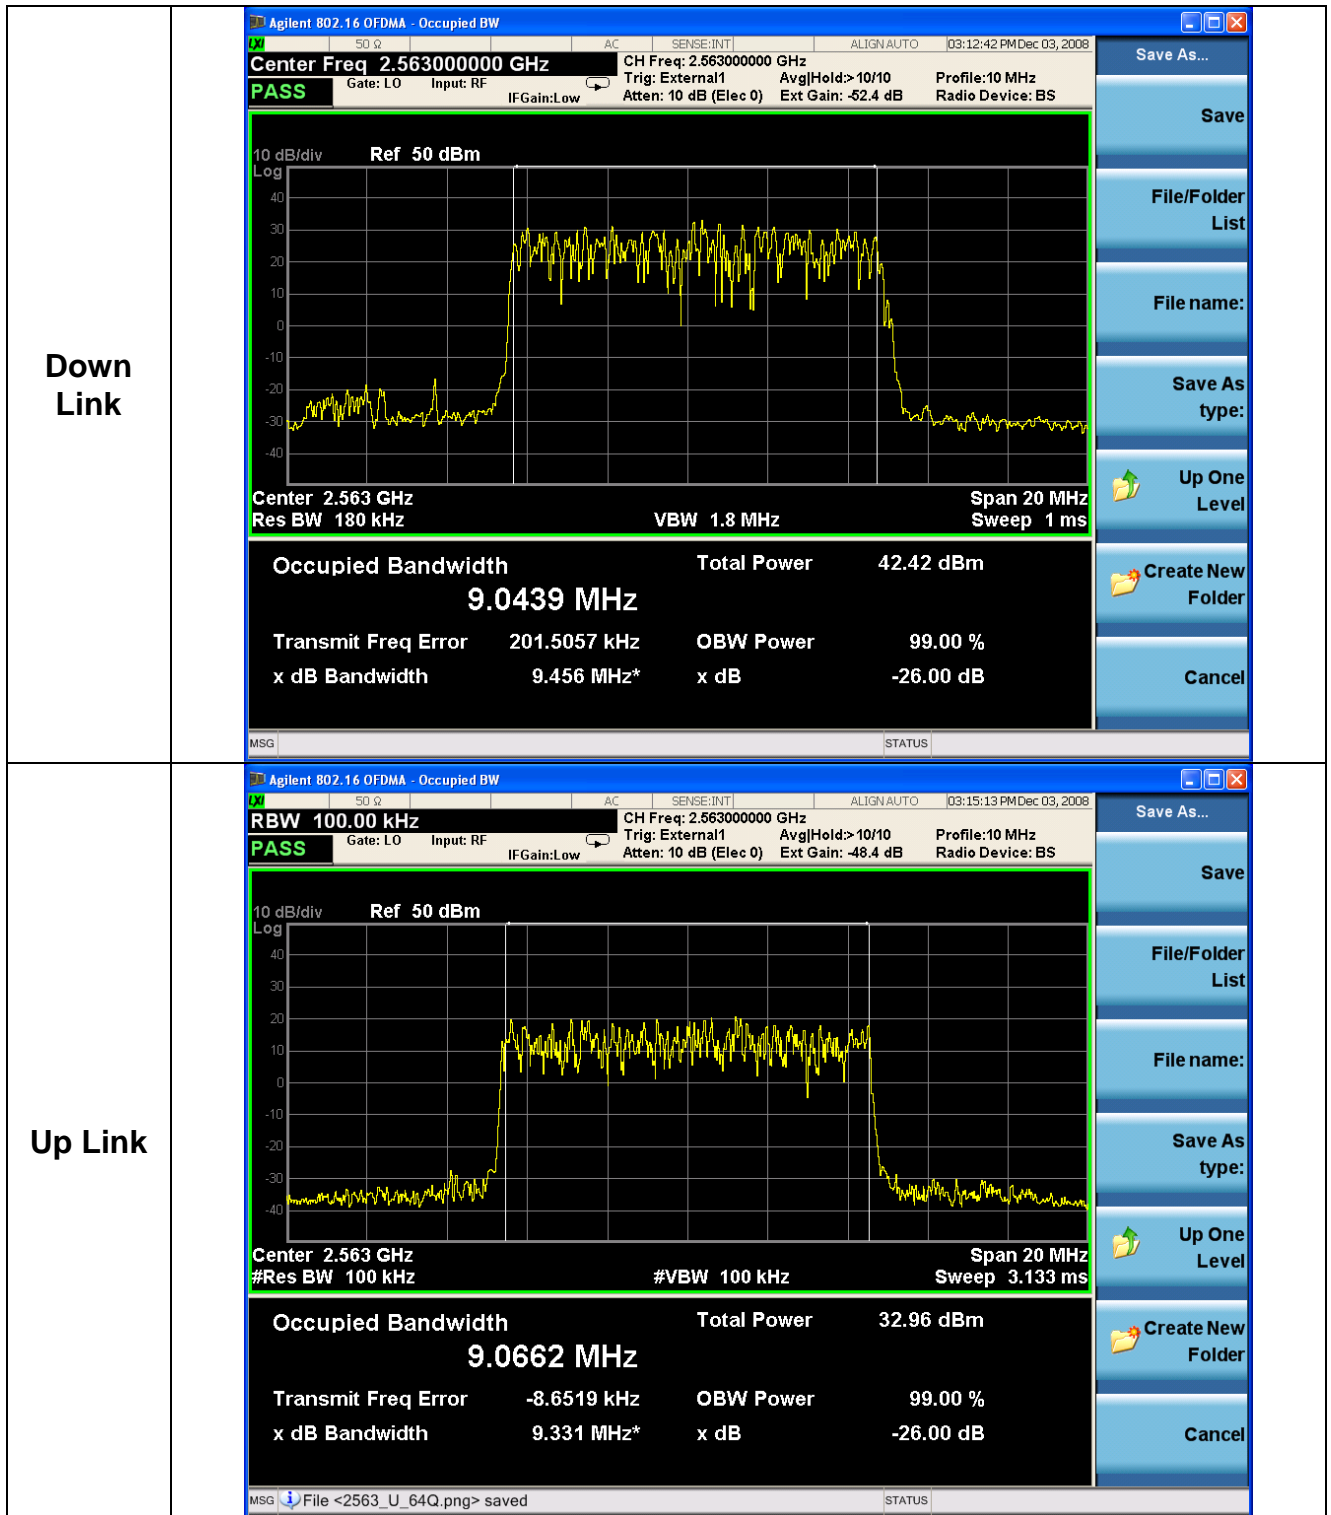 Down
Link
Agilent 802.16 OFDMA - Occupied BW
LXI 50 Ω AC SENSE:INT ALIGN AUTO 03:12:42 PM Dec 03, 2008
Center Freq 2.563000000 GHz
CH Freq: 2.563000000 GHz
PASS Gate: LO Input: RF IFGain:Low
Trig: External1 Avg|Hold:>10/10 Profile:10 MHz
Atten: 10 dB (Elec 0) Ext Gain: -52.4 dB Radio Device: BS
10 dB/div Ref 50 dBm
Log
40
30
20
10
0
-10
-20
-30
-40
Center 2.563 GHz Span 20 MHz
Res BW 180 kHz VBW 1.8 MHz Sweep 1 ms
Occupied Bandwidth Total Power 42.42 dBm
9.0439 MHz
Transmit Freq Error 201.5057 kHz OBW Power 99.00 %
x dB Bandwidth 9.456 MHz* x dB -26.00 dB
MSG STATUS
Save As...
Save
File/Folder
List
File name:
Save As
type:
Up One
Level
Create New
Folder
Cancel
Up Link
Agilent 802.16 OFDMA - Occupied BW
LXI 50 Ω AC SENSE:INT ALIGN AUTO 03:15:13 PM Dec 03, 2008
RBW 100.00 kHz
CH Freq: 2.563000000 GHz
PASS Gate: LO Input: RF IFGain:Low
Trig: External1 Avg|Hold:>10/10 Profile:10 MHz
Atten: 10 dB (Elec 0) Ext Gain: -48.4 dB Radio Device: BS
10 dB/div Ref 50 dBm
Log
40
30
20
10
0
-10
-20
-30
-40
Center 2.563 GHz Span 20 MHz
#Res BW 100 kHz #VBW 100 kHz Sweep 3.133 ms
Occupied Bandwidth Total Power 32.96 dBm
9.0662 MHz
Transmit Freq Error -8.6519 kHz OBW Power 99.00 %
x dB Bandwidth 9.331 MHz* x dB -26.00 dB
MSG File <2563_U_64Q.png> saved STATUS
Save As...
Save
File/Folder
List
File name:
Save As
type:
Up One
Level
Create New
Folder
Cancel